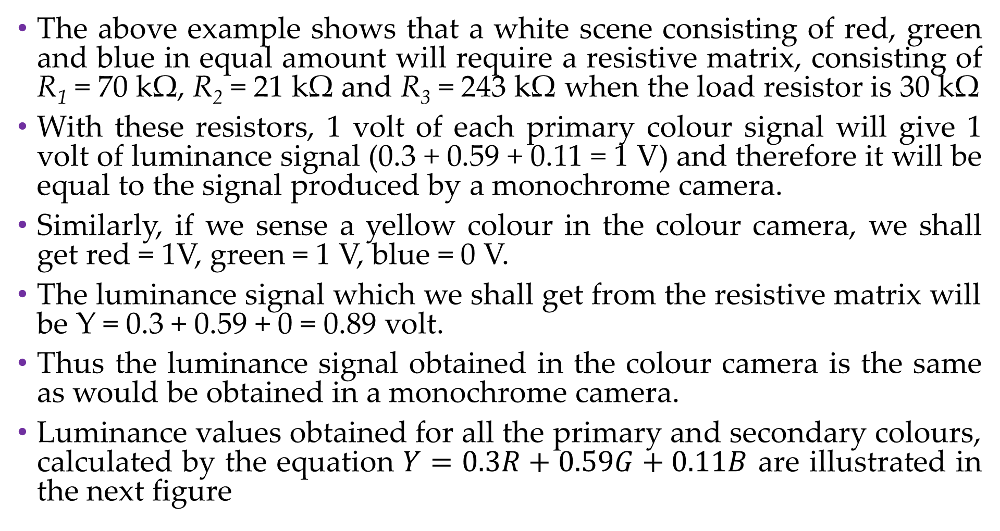 • The above example shows that a white scene consisting of red, green
and blue in equal amount will require a resistive matrix, consisting of
R₁ = 70 kΩ, R₂ = 21 kΩ and R₃ = 243 kΩ when the load resistor is 30 kΩ
• With these resistors, 1 volt of each primary colour signal will give 1
volt of luminance signal (0.3 + 0.59 + 0.11 = 1 V) and therefore it will be
equal to the signal produced by a monochrome camera.
• Similarly, if we sense a yellow colour in the colour camera, we shall
get red = 1V, green = 1 V, blue = 0 V.
• The luminance signal which we shall get from the resistive matrix will
be Y = 0.3 + 0.59 + 0 = 0.89 volt.
• Thus the luminance signal obtained in the colour camera is the same
as would be obtained in a monochrome camera.
• Luminance values obtained for all the primary and secondary colours,
calculated by the equation Y = 0.3R + 0.59G + 0.11B are illustrated in
the next figure